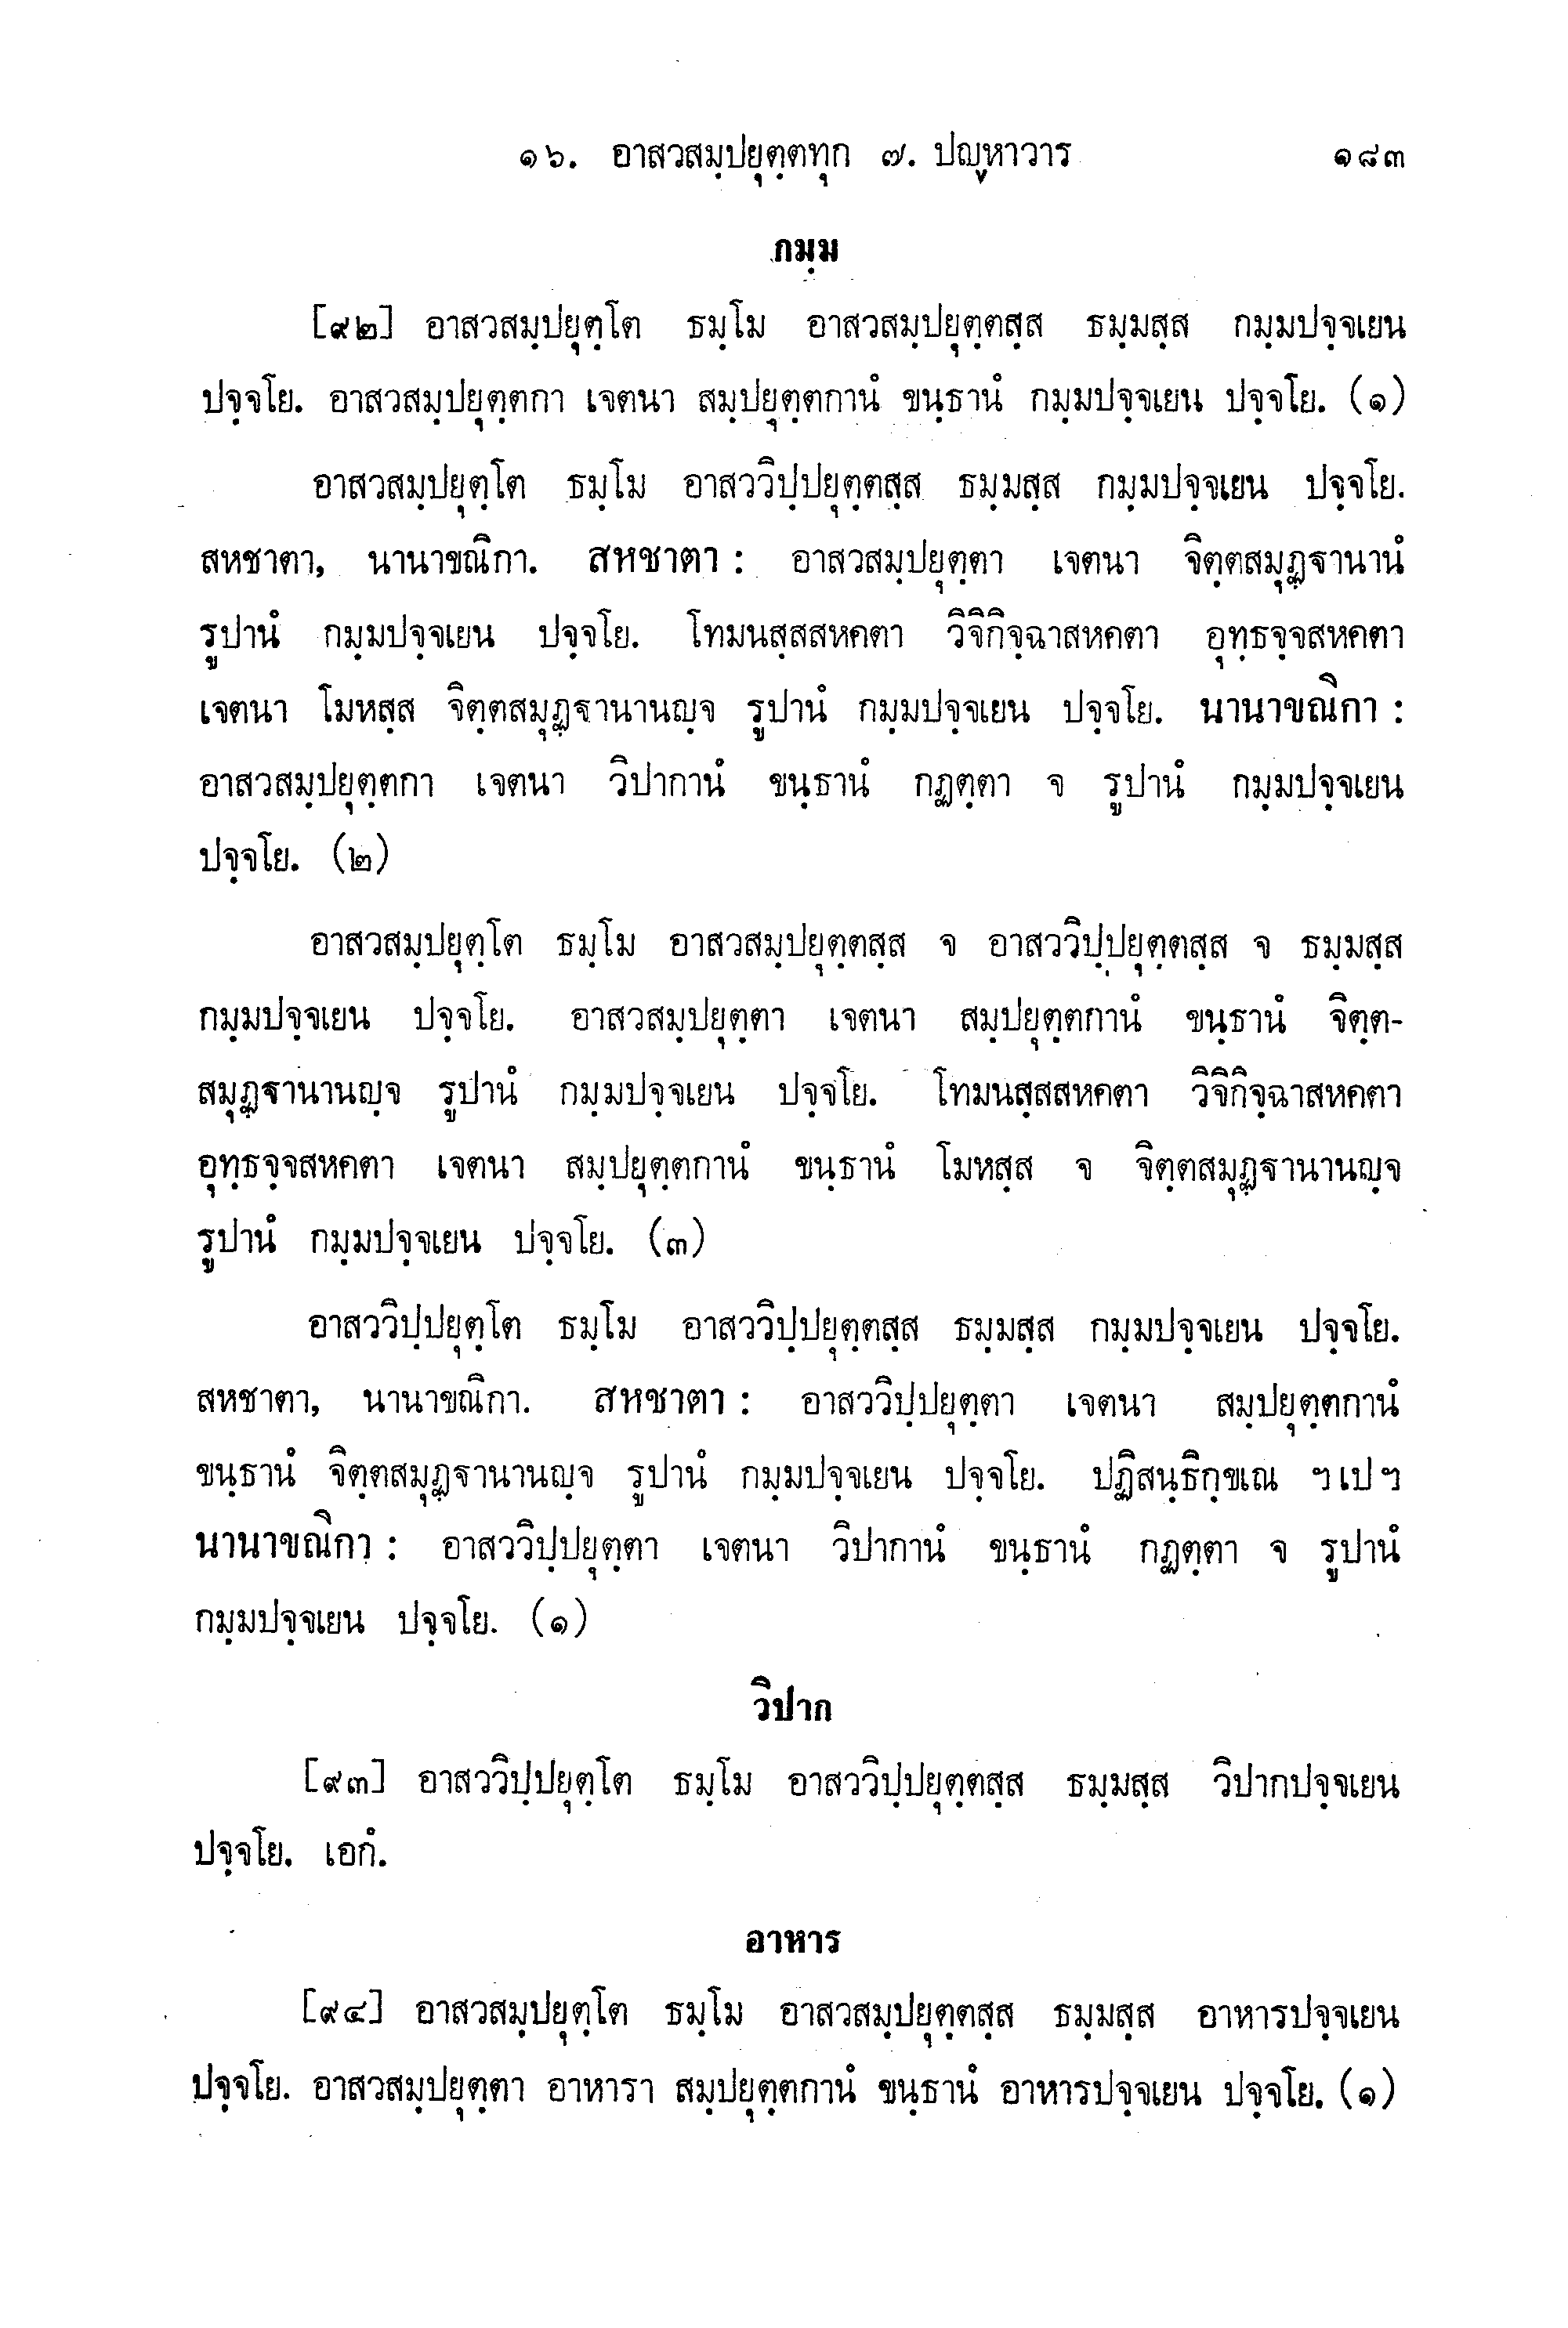 ๑๖. อาสวสมฺปยุตฺตทุก ๗. ปญฺหาวาร ๑๘๓
กมฺม
[๙๒] อาสวสมฺปยุตฺโต ธมฺโม อาสวสมฺปยุตฺตสฺส ธมฺมสฺส กมฺมปจฺจเยน
ปจฺจโย. อาสวสมฺปยุตฺตกา เจตนา สมฺปยุตฺตกานํ ขนฺธานํ กมฺมปจฺจเยน ปจฺจโย. (๑)
อาสวสมฺปยุตฺโต ธมฺโม อาสววิปฺปยุตฺตสฺส ธมฺมสฺส กมฺมปจฺจเยน ปจฺจโย.
สหชาตา, นานาขณิกา. สหชาตา : อาสวสมฺปยุตฺตา เจตนา จิตฺตสมุฏฺฐานานํ
รูปานํ กมฺมปจฺจเยน ปจฺจโย. โทมนสฺสสหคตา วิจิกิจฺฉาสหคตา อุทฺธจฺจสหคตา
เจตนา โมหสฺส จิตฺตสมุฏฺฐานานญฺจ รูปานํ กมฺมปจฺจเยน ปจฺจโย. นานาขณิกา :
อาสวสมฺปยุตฺตกา เจตนา วิปากานํ ขนฺธานํ กฏตฺตา จ รูปานํ กมฺมปจฺจเยน
ปจฺจโย. (๒)
อาสวสมฺปยุตฺโต ธมฺโม อาสวสมฺปยุตฺตสฺส จ อาสววิปฺปยุตฺตสฺส จ ธมฺมสฺส
กมฺมปจฺจเยน ปจฺจโย. อาสวสมฺปยุตฺตา เจตนา สมฺปยุตฺตกานํ ขนฺธานํ จิตฺต-
สมุฏฺฐานานญฺจ รูปานํ กมฺมปจฺจเยน ปจฺจโย. โทมนสฺสสหคตา วิจิกิจฺฉาสหคตา
อุทฺธจฺจสหคตา เจตนา สมฺปยุตฺตกานํ ขนฺธานํ โมหสฺส จ จิตฺตสมุฏฺฐานานญฺจ
รูปานํ กมฺมปจฺจเยน ปจฺจโย. (๓)
อาสววิปฺปยุตฺโต ธมฺโม อาสววิปฺปยุตฺตสฺส ธมฺมสฺส กมฺมปจฺจเยน ปจฺจโย.
สหชาตา, นานาขณิกา. สหชาตา : อาสววิปฺปยุตฺตา เจตนา สมฺปยุตฺตกานํ
ขนฺธานํ จิตฺตสมุฏฺฐานานญฺจ รูปานํ กมฺมปจฺจเยน ปจฺจโย. ปฏิสนฺธิกฺขเณ ฯเปฯ
นานาขณิกา : อาสววิปฺปยุตฺตา เจตนา วิปากานํ ขนฺธานํ กฏตฺตา จ รูปานํ
กมฺมปจฺจเยน ปจฺจโย. (๑)
วิปาก
[๙๓] อาสววิปฺปยุตฺโต ธมฺโม อาสววิปฺปยุตฺตสฺส ธมฺมสฺส วิปากปจฺจเยน
ปจฺจโย. เอกํ.
อาหาร
[๙๔] อาสวสมฺปยุตฺโต ธมฺโม อาสวสมฺปยุตฺตสฺส ธมฺมสฺส อาหารปจฺจเยน
ปจฺจโย. อาสวสมฺปยุตฺตา อาหารา สมฺปยุตฺตกานํ ขนฺธานํ อาหารปจฺจเยน ปจฺจโย. (๑)